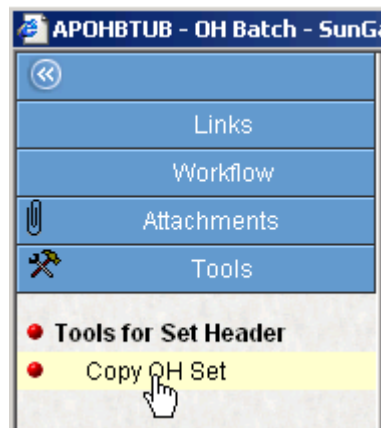 APOHBTUB - OH Batch - SunGa
Links
Workflow
Attachments
Tools
Tools for Set Header
Copy OH Set